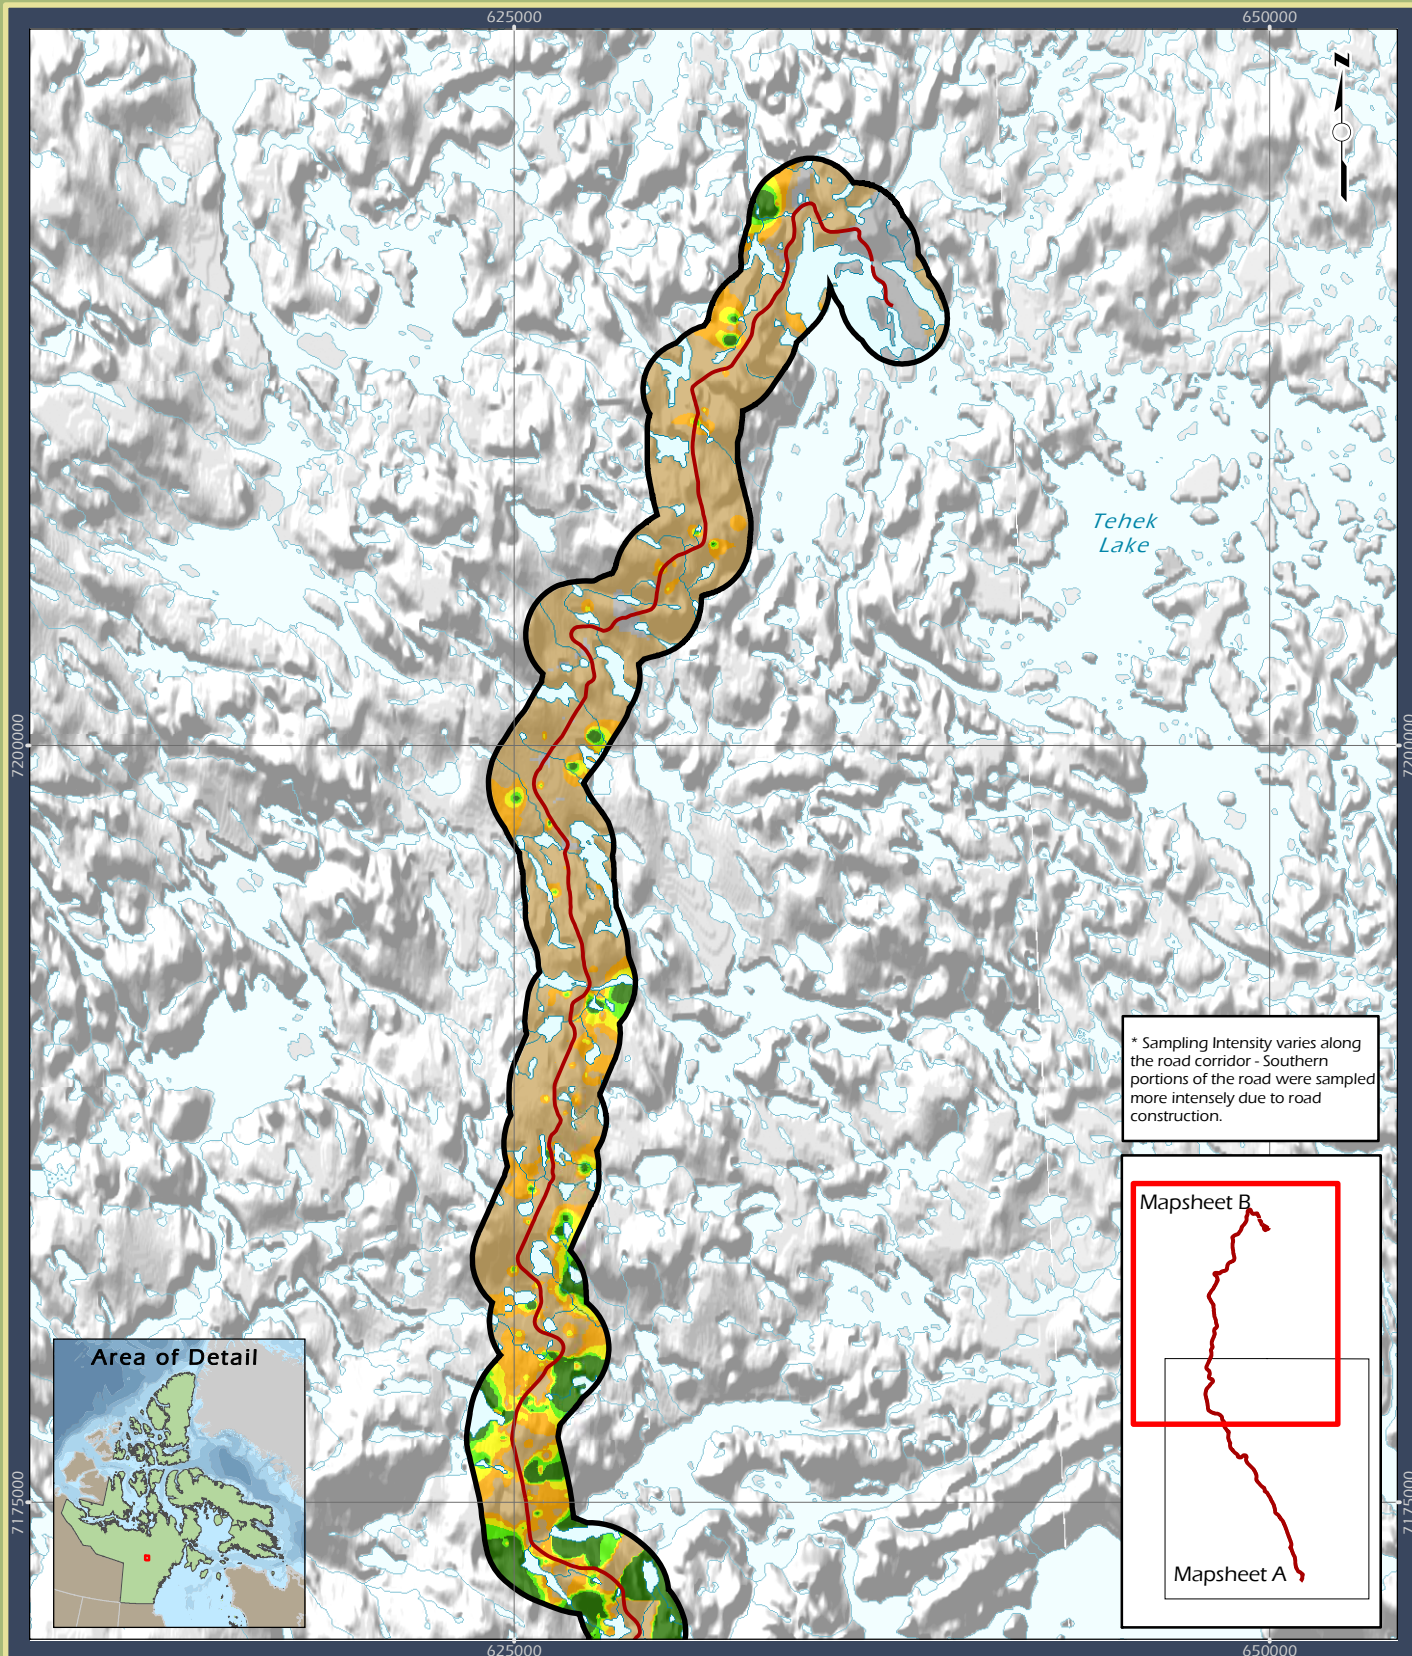 625000
650000
N
Tehek
Lake
7200000
7200000
* Sampling Intensity varies along
the road corridor - Southern
portions of the road were sampled
more intensely due to road
construction.
Mapsheet B
Area of Detail
7175000
7175000
Mapsheet A
625000
650000